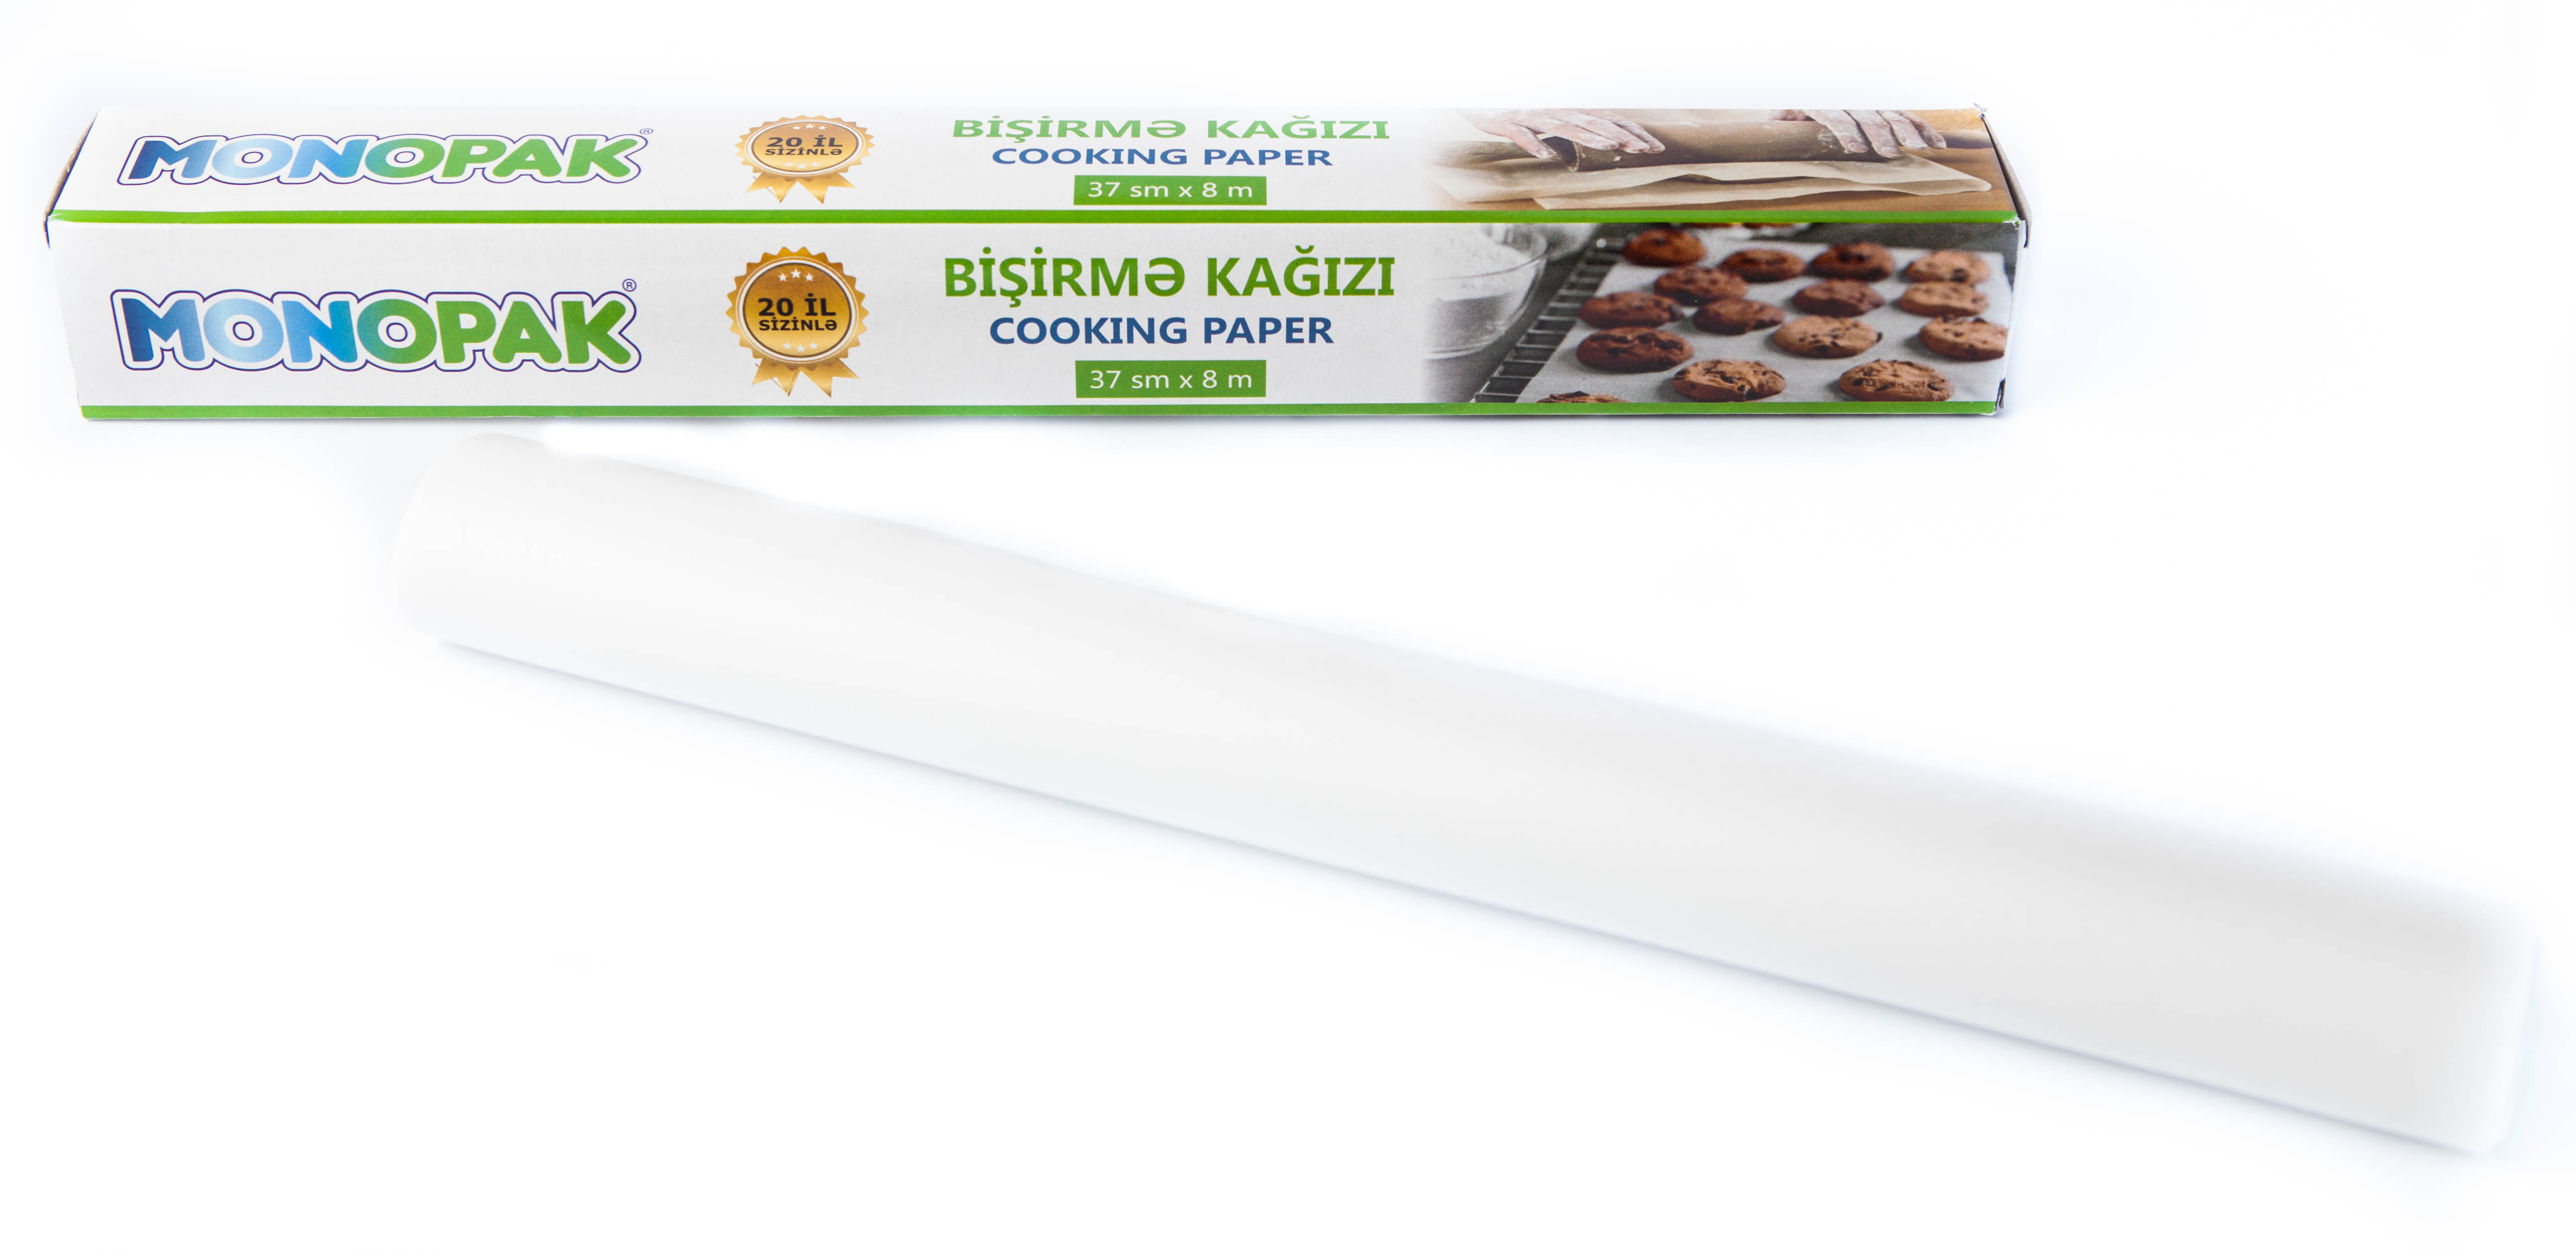 MONOPAK®
20 İL
SİZİNLƏ
BİŞİRMƏ KAĞIZI
COOKING PAPER
37 sm x 8 m
MONOPAK®
20 İL
SİZİNLƏ
BİŞİRMƏ KAĞIZI
COOKING PAPER
37 sm x 8 m